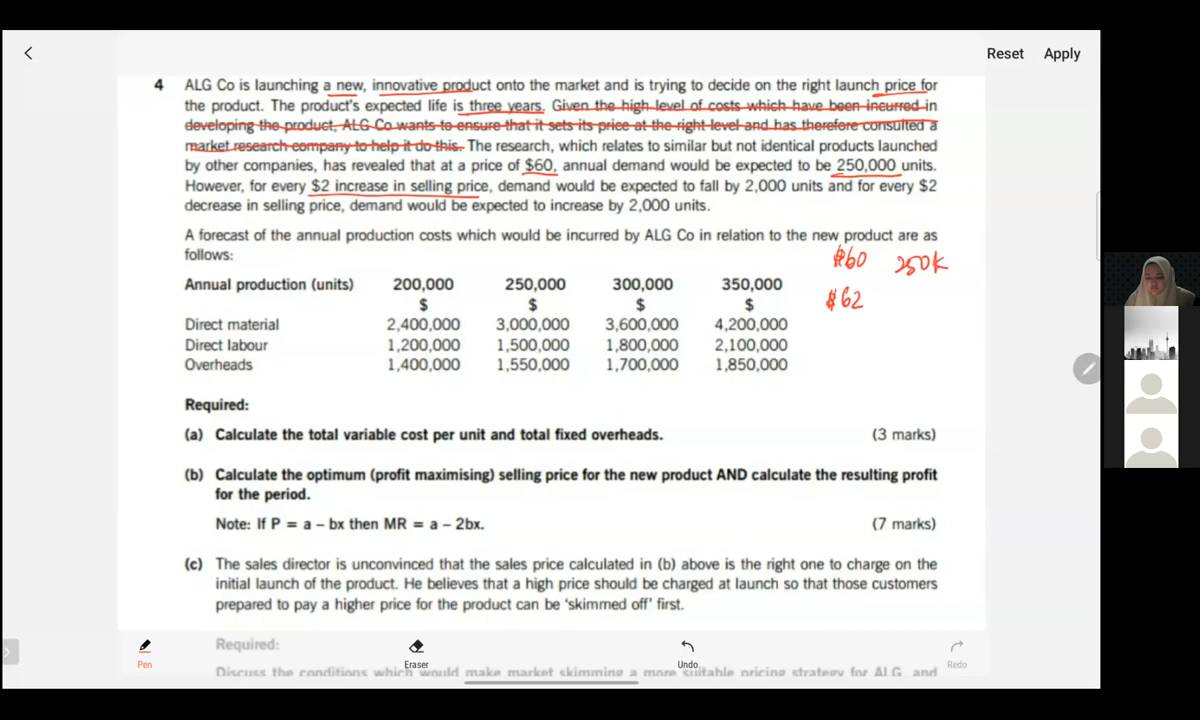 Reset Apply
4 ALG Co is launching a new, innovative product onto the market and is trying to decide on the right launch price for
the product. The product's expected life is three years. Given the high level of costs which have been incurred in
developing the product, ALG Co wants to ensure that it sets its price at the right level and has therefore consulted a
market research company to help it do this. The research, which relates to similar but not identical products launched
by other companies, has revealed that at a price of $60, annual demand would be expected to be 250,000 units.
However, for every $2 increase in selling price, demand would be expected to fall by 2,000 units and for every $2
decrease in selling price, demand would be expected to increase by 2,000 units.
A forecast of the annual production costs which would be incurred by ALG Co in relation to the new product are as
follows:
$60 250K
Annual production (units) 200,000 250,000 300,000 350,000
$ $ $ $
$62
Direct material 2,400,000 3,000,000 3,600,000 4,200,000
Direct labour 1,200,000 1,500,000 1,800,000 2,100,000
Overheads 1,400,000 1,550,000 1,700,000 1,850,000
Required:
(a) Calculate the total variable cost per unit and total fixed overheads. (3 marks)
(b) Calculate the optimum (profit maximising) selling price for the new product AND calculate the resulting profit
for the period.
Note: If P = a – bx then MR = a – 2bx. (7 marks)
(c) The sales director is unconvinced that the sales price calculated in (b) above is the right one to charge on the
initial launch of the product. He believes that a high price should be charged at launch so that those customers
prepared to pay a higher price for the product can be 'skimmed off' first.
Required:
Pen Eraser Undo Redo
Discuss the conditions which would make market skimming a more suitable pricing strategy for ALG, and